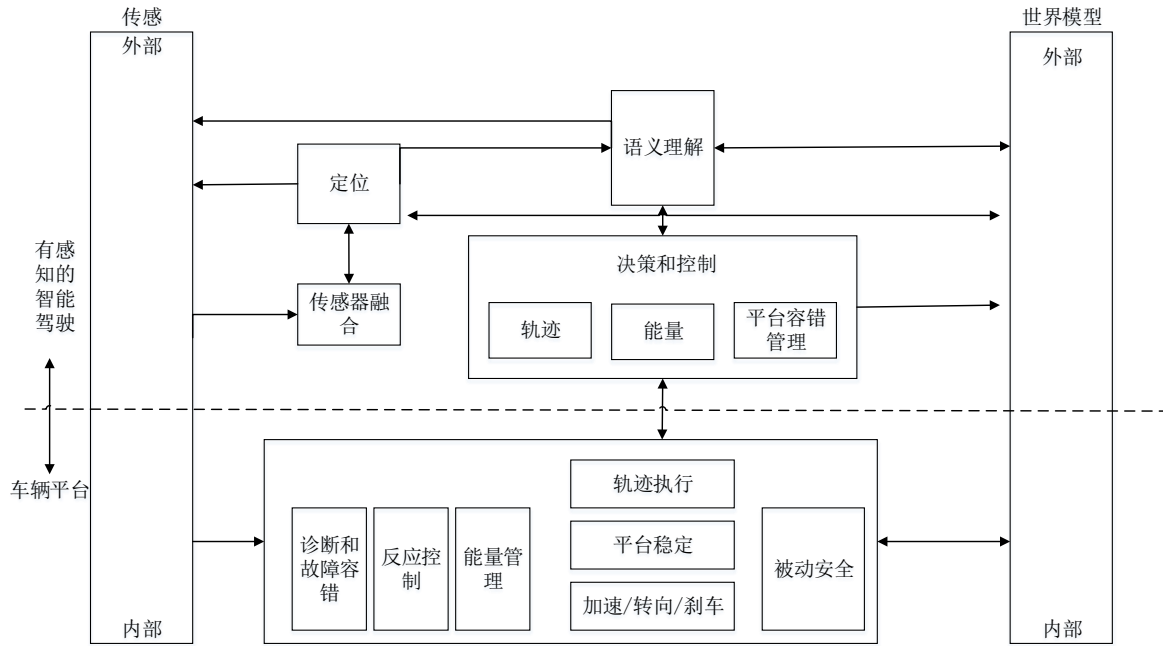 传感
世界模型
外部
外部
语义理解
定位
有感
知的
智能
驾驶
决策和控制
传感器融
合
轨迹
能量
平台容错
管理
车辆平台
轨迹执行
诊断和
故障容
错
反应控
制
能量管
理
平台稳定
被动安全
加速/转向/刹车
内部
内部